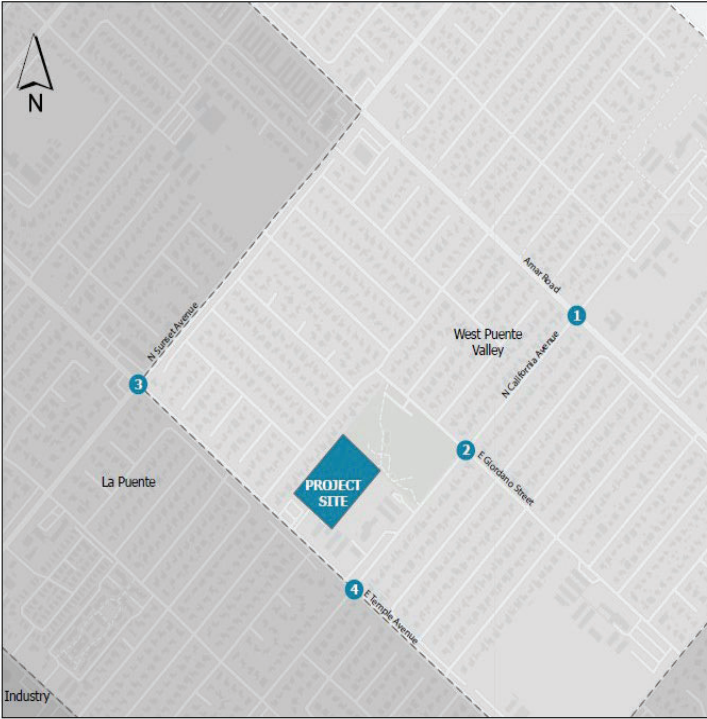 N
Amar Road
1
N Sunset Avenue
West Puente
Valley
N California Avenue
3
2
E Giordano Street
La Puente
PROJECT
SITE
4
E Temple Avenue
Industry